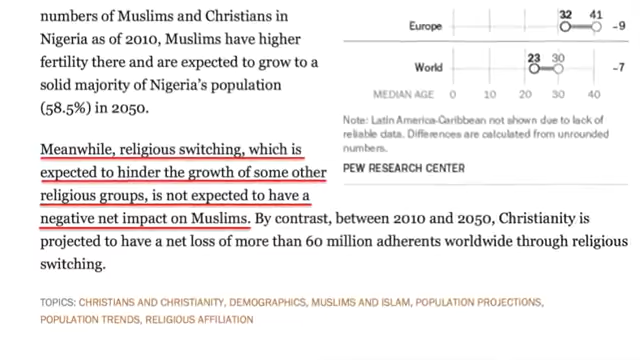 numbers of Muslims and Christians in
Nigeria as of 2010, Muslims have higher
fertility there and are expected to grow to a
solid majority of Nigeria's population
(58.5%) in 2050.
Meanwhile, religious switching, which is
expected to hinder the growth of some other
religious groups, is not expected to have a
negative net impact on Muslims. By contrast, between 2010 and 2050, Christianity is
projected to have a net loss of more than 60 million adherents worldwide through religious
switching.
32 41
Europe -9
23 30
World -7
MEDIAN AGE 0 10 20 30 40
Note: Latin America-Caribbean not shown due to lack of
reliable data. Differences are calculated from unrounded
numbers.
PEW RESEARCH CENTER
TOPICS: CHRISTIANS AND CHRISTIANITY, DEMOGRAPHICS, MUSLIMS AND ISLAM, POPULATION PROJECTIONS,
POPULATION TRENDS, RELIGIOUS AFFILIATION